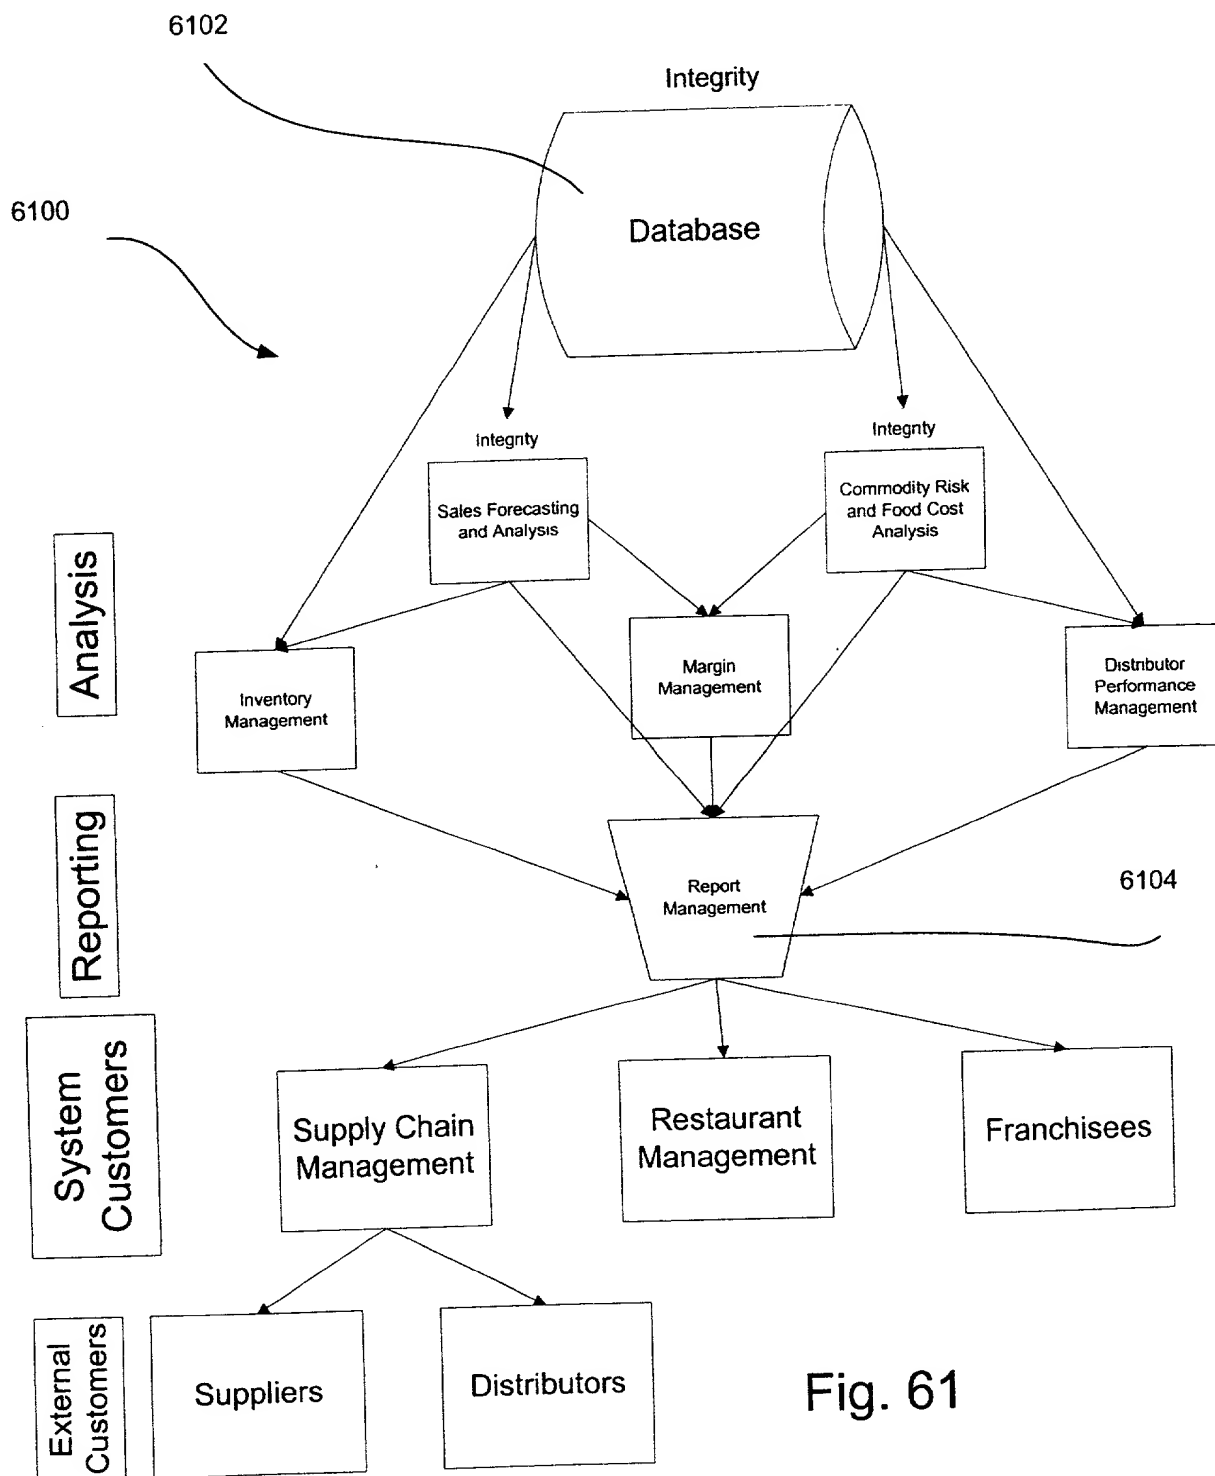 6102
Integrity
6100
Database
Integrity
Integrity
Sales Forecasting
and Analysis
Commodity Risk
and Food Cost
Analysis
Analysis
Inventory
Management
Margin
Management
Distributor
Performance
Management
Reporting
Report
Management
6104
System
Customers
Supply Chain
Management
Restaurant
Management
Franchisees
External
Customers
Suppliers
Distributors
Fig. 61